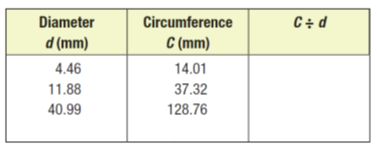 Diameter Circumference C ÷ d
d (mm) C (mm)
4.46 14.01
11.88 37.32
40.99 128.76